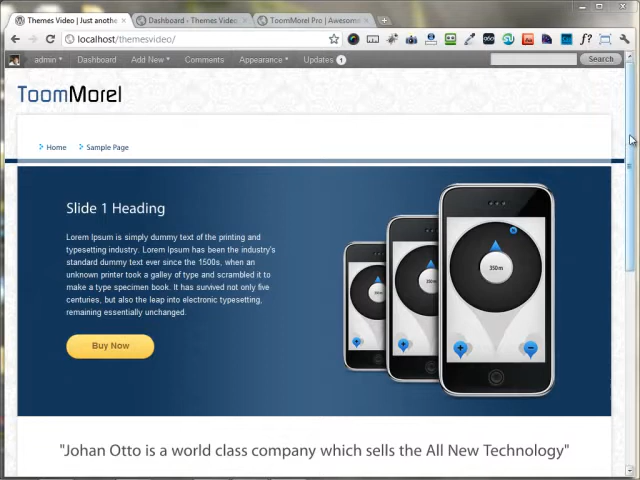 Themes Video | Just anothe
Dashboard ‹ Themes Video
ToomMorel Pro | Awesome
localhost/themesvideo/
f?
admin
Dashboard
Add New
Comments
Appearance
Updates 1
Search
ToomMorel
Home
Sample Page
Slide 1 Heading
Lorem Ipsum is simply dummy text of the printing and
typesetting industry. Lorem Ipsum has been the industry's
standard dummy text ever since the 1500s, when an
unknown printer took a galley of type and scrambled it to
make a type specimen book. It has survived not only five
centuries, but also the leap into electronic typesetting,
remaining essentially unchanged.
350m
Buy Now
"Johan Otto is a world class company which sells the All New Technology"